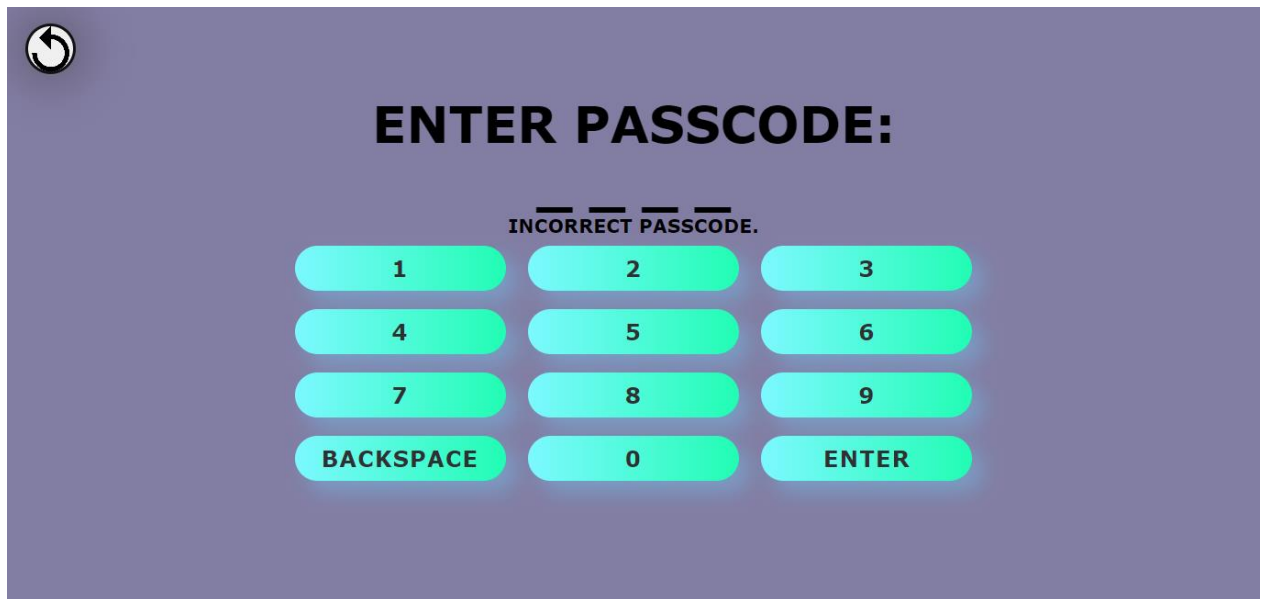 ENTER PASSCODE:
INCORRECT PASSCODE.
1 2 3
4 5 6
7 8 9
BACKSPACE 0 ENTER